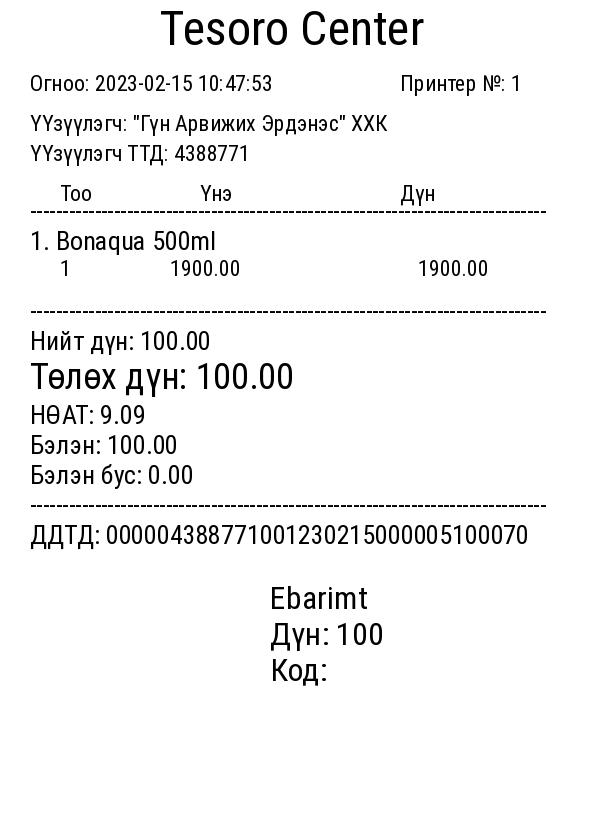 Tesoro Center
Огноо: 2023-02-15 10:47:53 Принтер №: 1
ҮҮзүүлэгч: "Гүн Арвижих Эрдэнэс" ХХК
ҮҮзүүлэгч ТТД: 4388771
Тоо Үнэ Дүн
1. Bonaqua 500ml
1 1900.00 1900.00
Нийт дүн: 100.00
Төлөх дүн: 100.00
НӨАТ: 9.09
Бэлэн: 100.00
Бэлэн бус: 0.00
ДДТД: 000004388771001230215000005100070
Ebarimt
Дүн: 100
Код: